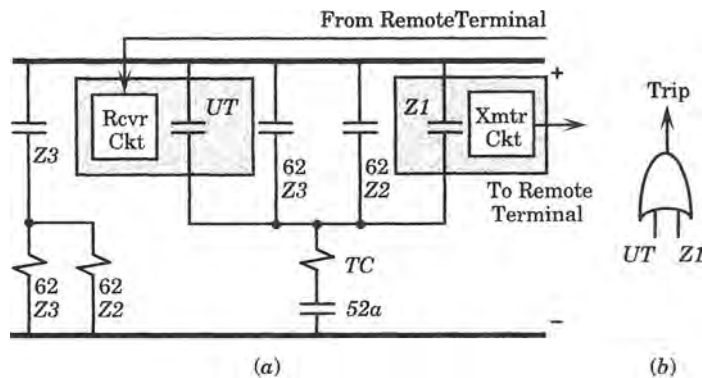 From RemoteTerminal
+
Rcvr
Ckt
UT
Z1
Xmtr
Ckt
Trip
Z3
62
Z3
62
Z2
To Remote
Terminal
UT
Z1
62
Z3
62
Z2
TC
52a
–
(a)
(b)